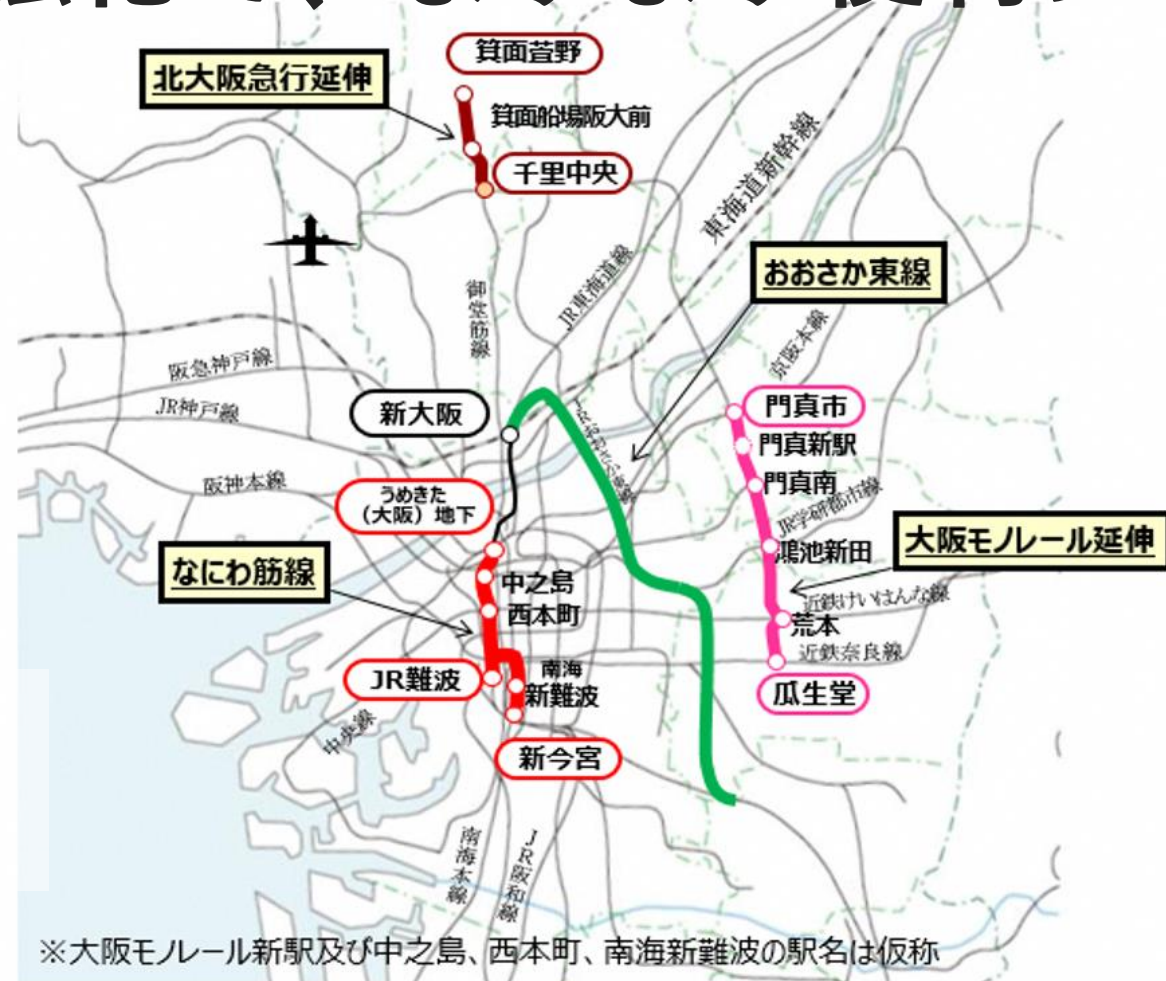 箕面萱野
北大阪急行延伸
箕面船場阪大前
千里中央
東海道新幹線
おおさか東線
JR東海道線
御堂筋線
京阪本線
阪急神戸線
JR神戸線
新大阪
門真市
門真新駅
阪神本線
門真南
うめきた
（大阪）地下
JR学研都市線
大阪モノレール延伸
鴻池新田
なにわ筋線
中之島
近鉄けいはんな線
西本町
荒本
近鉄奈良線
南海
JR難波
新難波
瓜生堂
中央線
新今宮
南海本線
JR阪和線
※大阪モノレール新駅及び中之島、西本町、南海新難波の駅名は仮称